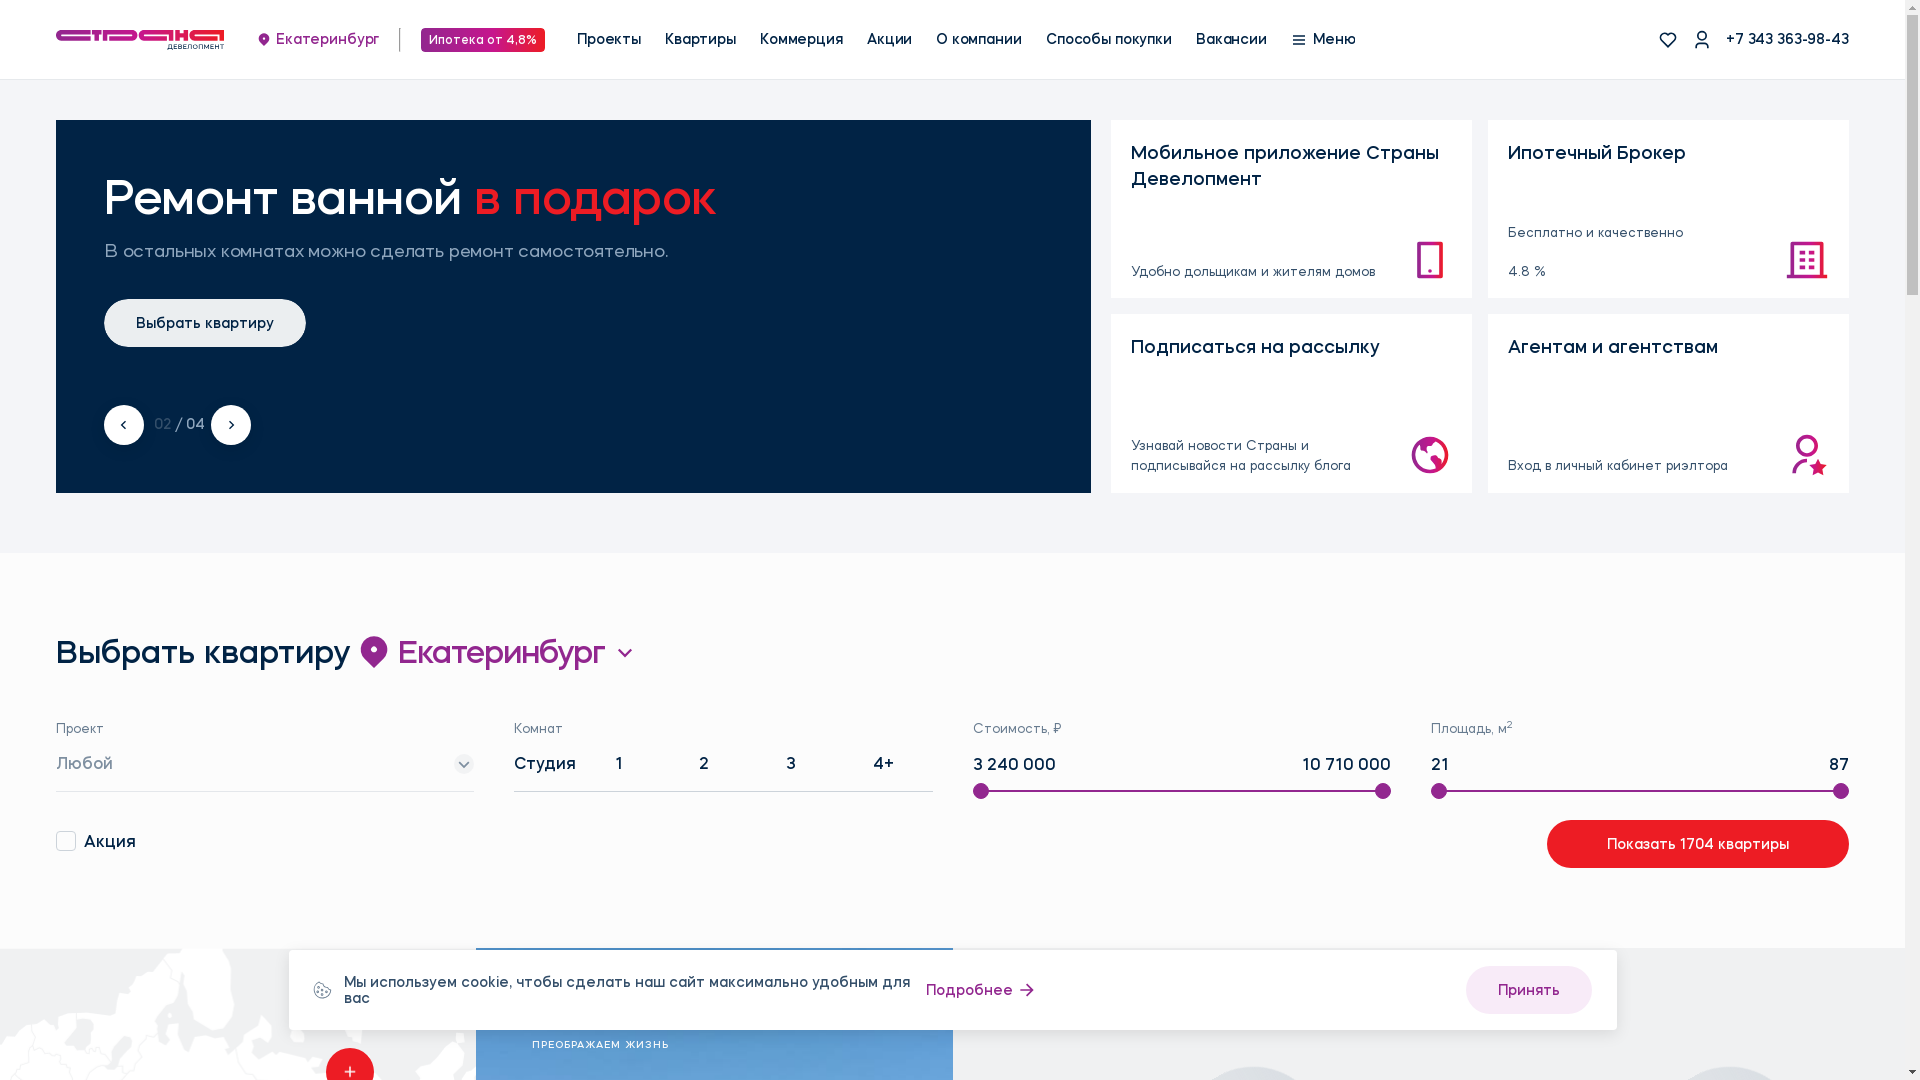 страна
ДЕВЕЛОПМЕНТ
Екатеринбург
Ипотека от 4,8%
Проекты
Квартиры
Коммерция
Акции
О компании
Способы покупки
Вакансии
Меню
+7 343 363-98-43
Ремонт ванной в подарок
В остальных комнатах можно сделать ремонт самостоятельно.
Выбрать квартиру
02 / 04
Мобильное приложение Страны
Девелопмент
Удобно дольщикам и жителям домов
Ипотечный Брокер
Бесплатно и качественно
4.8 %
Подписаться на рассылку
Узнавай новости Страны и
подписывайся на рассылку блога
Агентам и агентствам
Вход в личный кабинет риэлтора
Выбрать квартиру Екатеринбург
Проект
Любой
Комнат
Студия 1 2 3 4+
Стоимость, ₽
3 240 000 10 710 000
Площадь, м²
21 87
Акция
Показать 1704 квартиры
Мы используем cookie, чтобы сделать наш сайт максимально удобным для
вас
Подробнее
Принять
ПРЕОБРАЖАЕМ ЖИЗНЬ